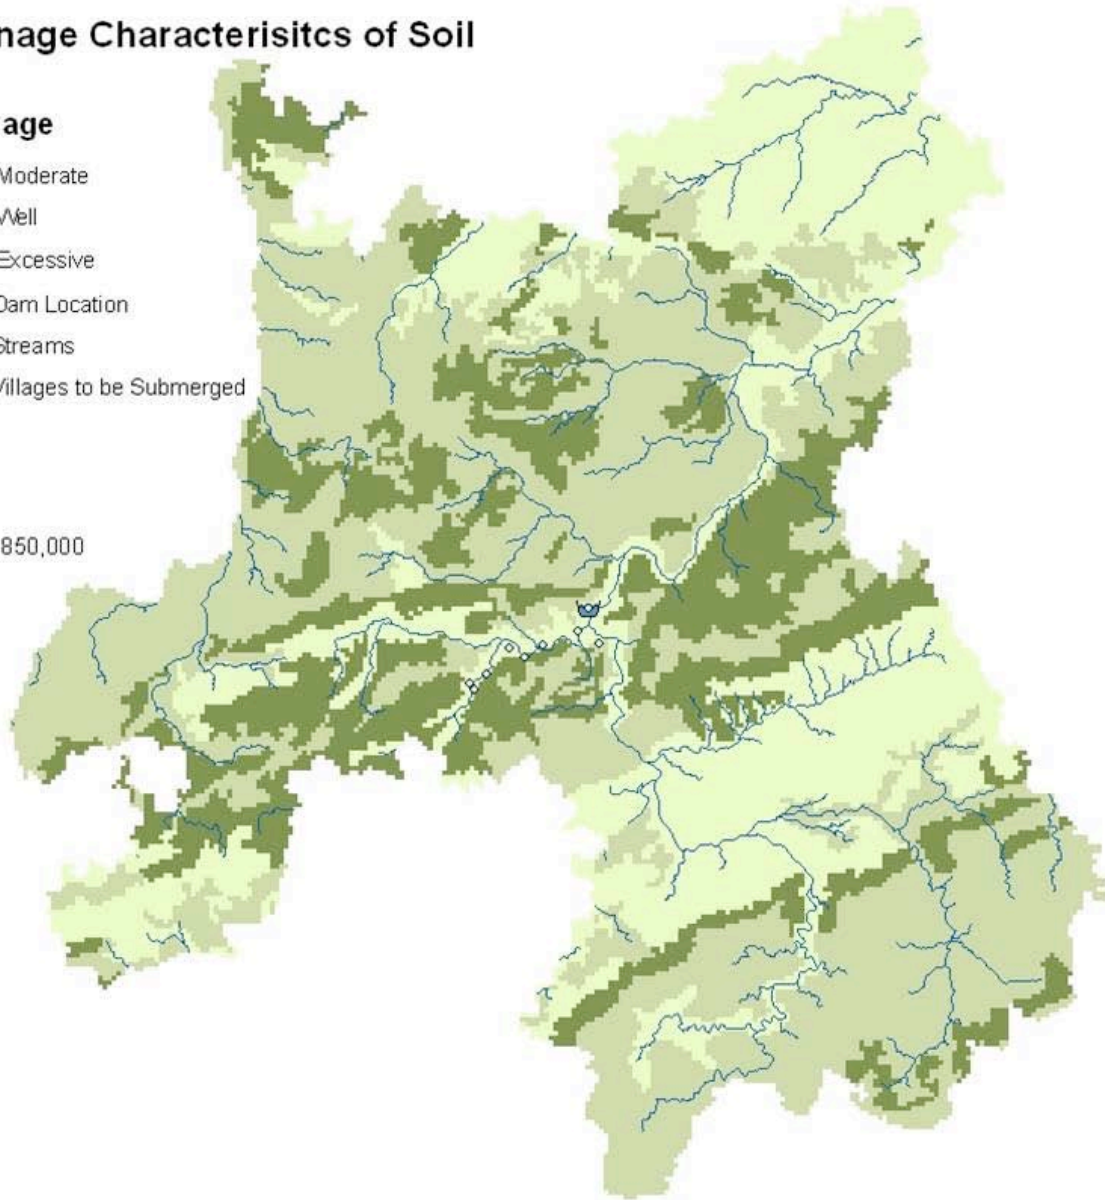 nage Characterisitcs of Soil
age
Moderate
Well
Excessive
Dam Location
Streams
Villages to be Submerged
850,000